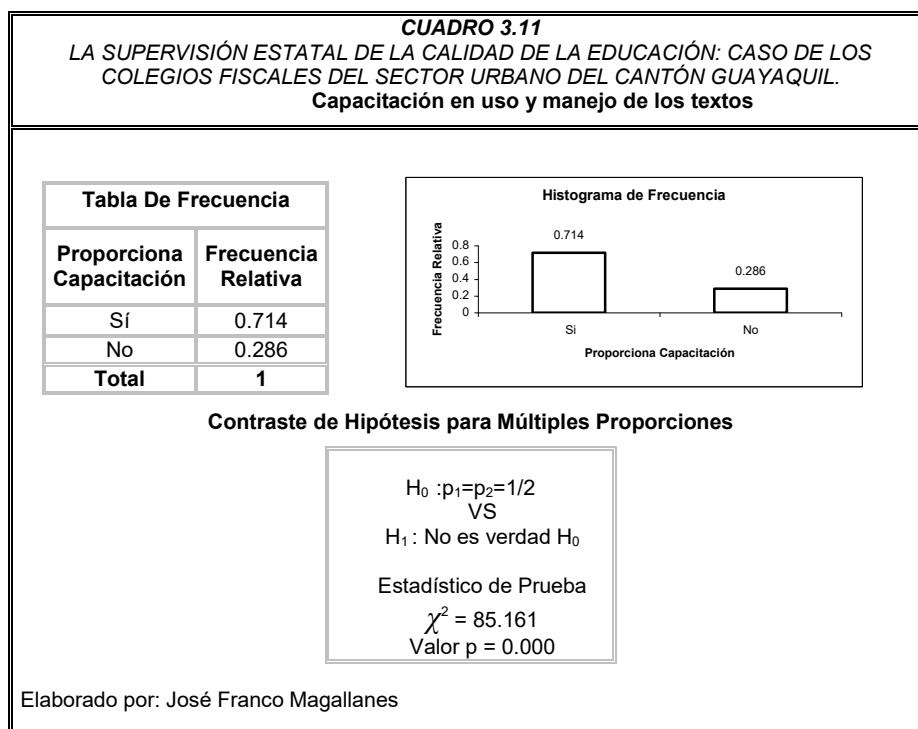 CUADRO 3.11
LA SUPERVISIÓN ESTATAL DE LA CALIDAD DE LA EDUCACIÓN: CASO DE LOS
COLEGIOS FISCALES DEL SECTOR URBANO DEL CANTÓN GUAYAQUIL.
Capacitación en uso y manejo de los textos
Tabla De Frecuencia
Proporciona Capacitación Frecuencia Relativa
Sí 0.714
No 0.286
Total 1
Histograma de Frecuencia
Frecuencia Relativa
0.8
0.6
0.4
0.2
0
0.714
0.286
Si No
Proporciona Capacitación
Contraste de Hipótesis para Múltiples Proporciones
H₀ :p₁=p₂=1/2
VS
H₁ : No es verdad H₀
Estadístico de Prueba
χ² = 85.161
Valor p = 0.000
Elaborado por: José Franco Magallanes